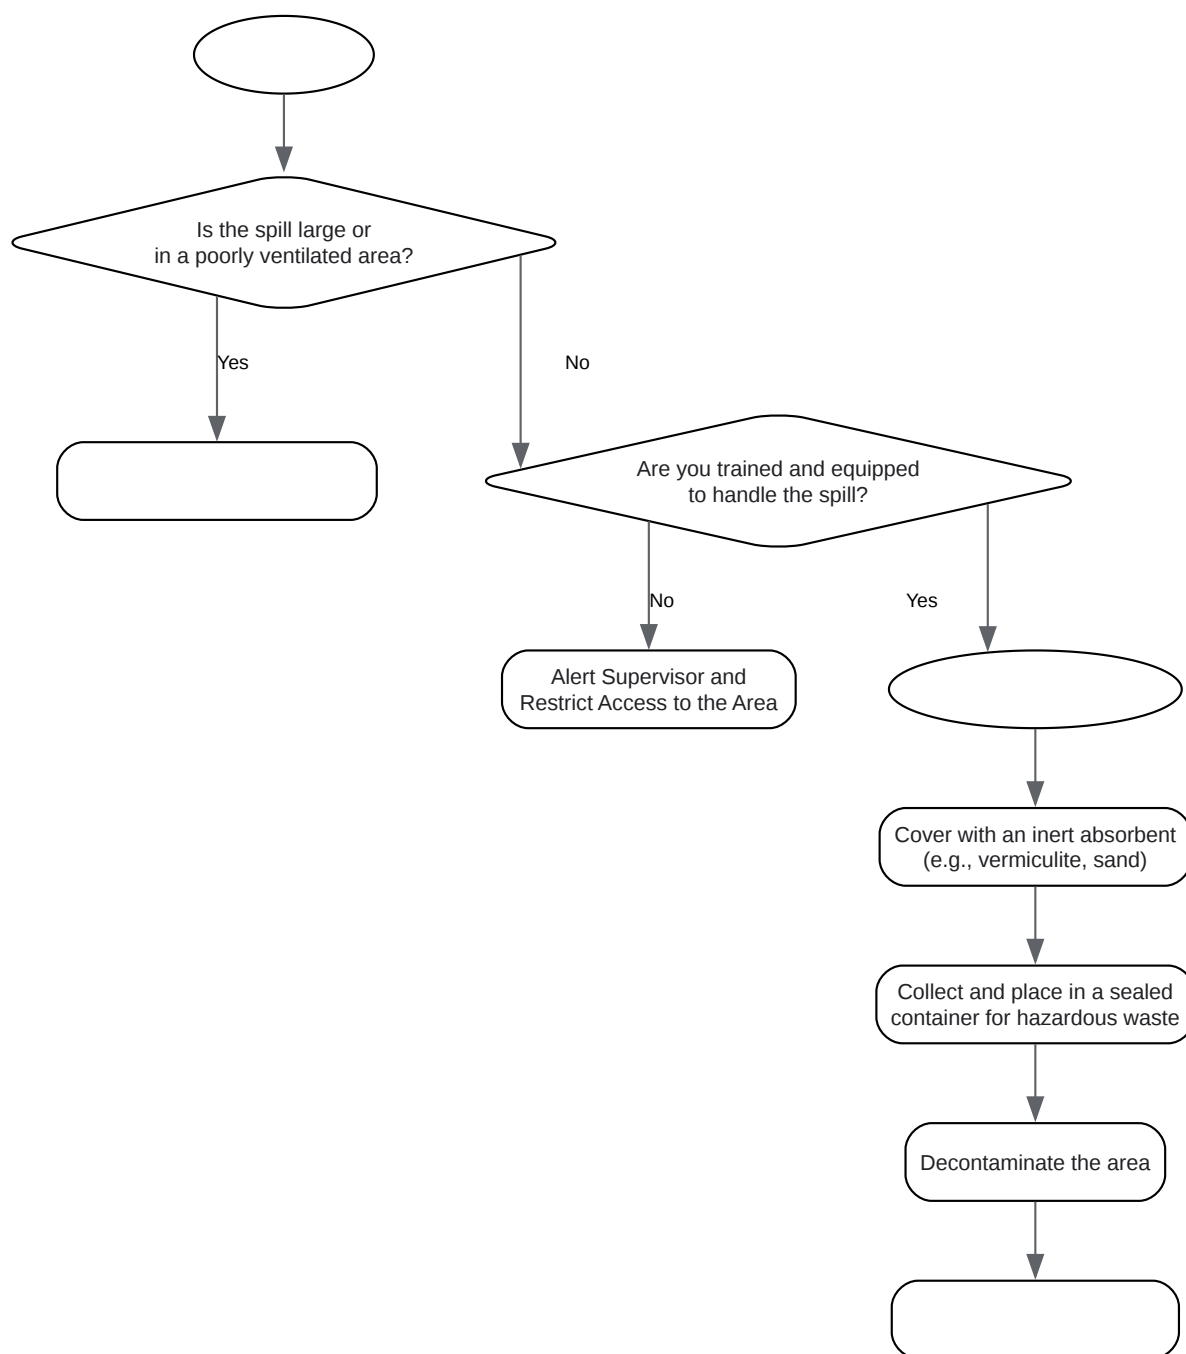 Is the spill large or
in a poorly ventilated area?
Yes
No
Are you trained and equipped
to handle the spill?
No
Yes
Alert Supervisor and
Restrict Access to the Area
Cover with an inert absorbent
(e.g., vermiculite, sand)
Collect and place in a sealed
container for hazardous waste
Decontaminate the area